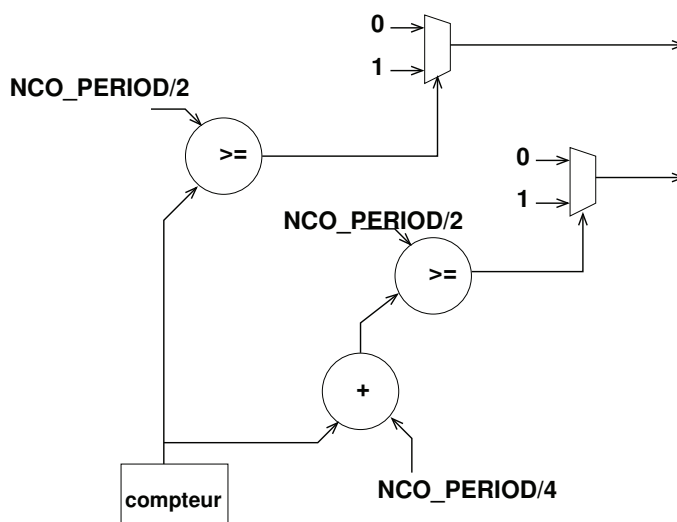 0
1
NCO_PERIOD/2
>=
0
1
NCO_PERIOD/2
>=
+
compteur
NCO_PERIOD/4